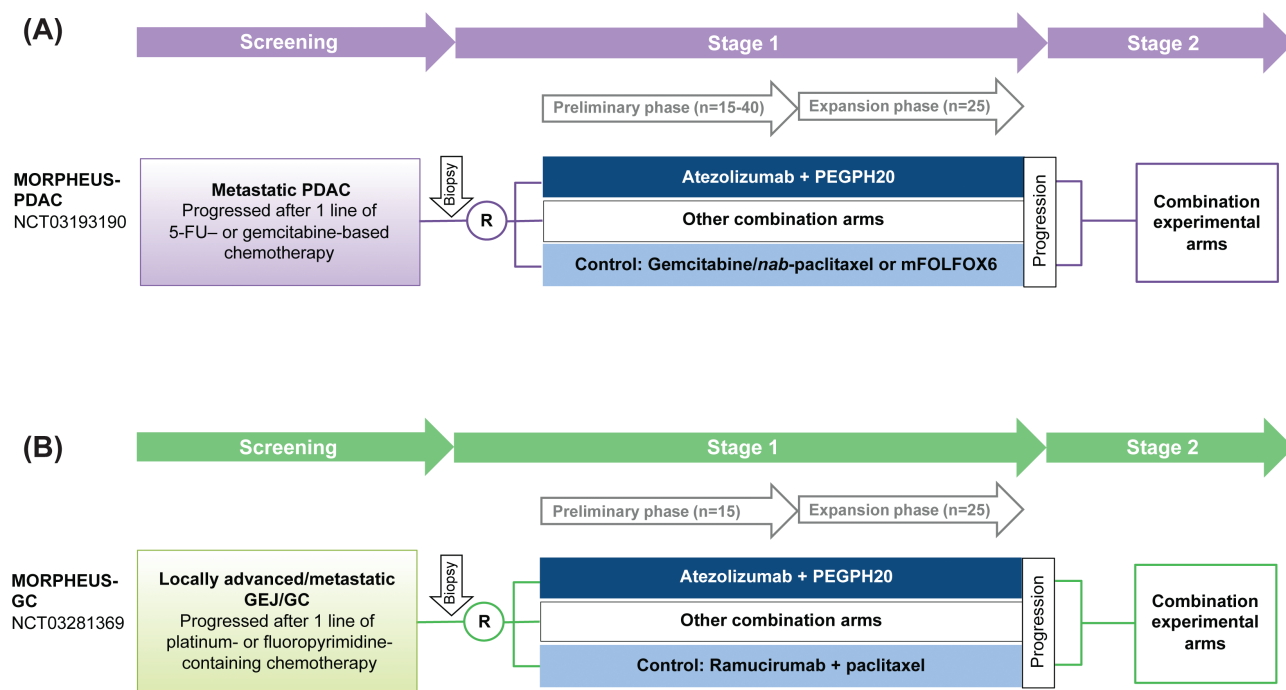 (A)
Screening
Stage 1
Stage 2
Preliminary phase (n=15-40)
Expansion phase (n=25)
MORPHEUS-
PDAC
NCT03193190
Metastatic PDAC
Progressed after 1 line of
5-FU– or gemcitabine-based
chemotherapy
Biopsy
R
Atezolizumab + PEGPH20
Other combination arms
Control: Gemcitabine/nab-paclitaxel or mFOLFOX6
Progression
Combination
experimental
arms
(B)
Screening
Stage 1
Stage 2
Preliminary phase (n=15)
Expansion phase (n=25)
MORPHEUS-
GC
NCT03281369
Locally advanced/metastatic
GEJ/GC
Progressed after 1 line of
platinum- or fluoropyrimidine-
containing chemotherapy
Biopsy
R
Atezolizumab + PEGPH20
Other combination arms
Control: Ramucirumab + paclitaxel
Progression
Combination
experimental
arms